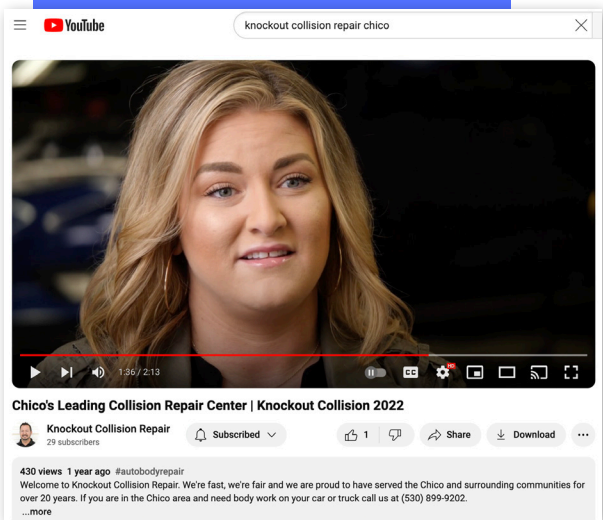 YouTube
knockout collision repair chico
1:36 / 2:13
CC
HD
Chico's Leading Collision Repair Center | Knockout Collision 2022
Knockout Collision Repair
29 subscribers
Subscribed
1
Share
Download
430 views 1 year ago #autobodyrepair
Welcome to Knockout Collision Repair. We're fast, we're fair and we are proud to have served the Chico and surrounding communities for
over 20 years. If you are in the Chico area and need body work on your car or truck call us at (530) 899-9202.
...more